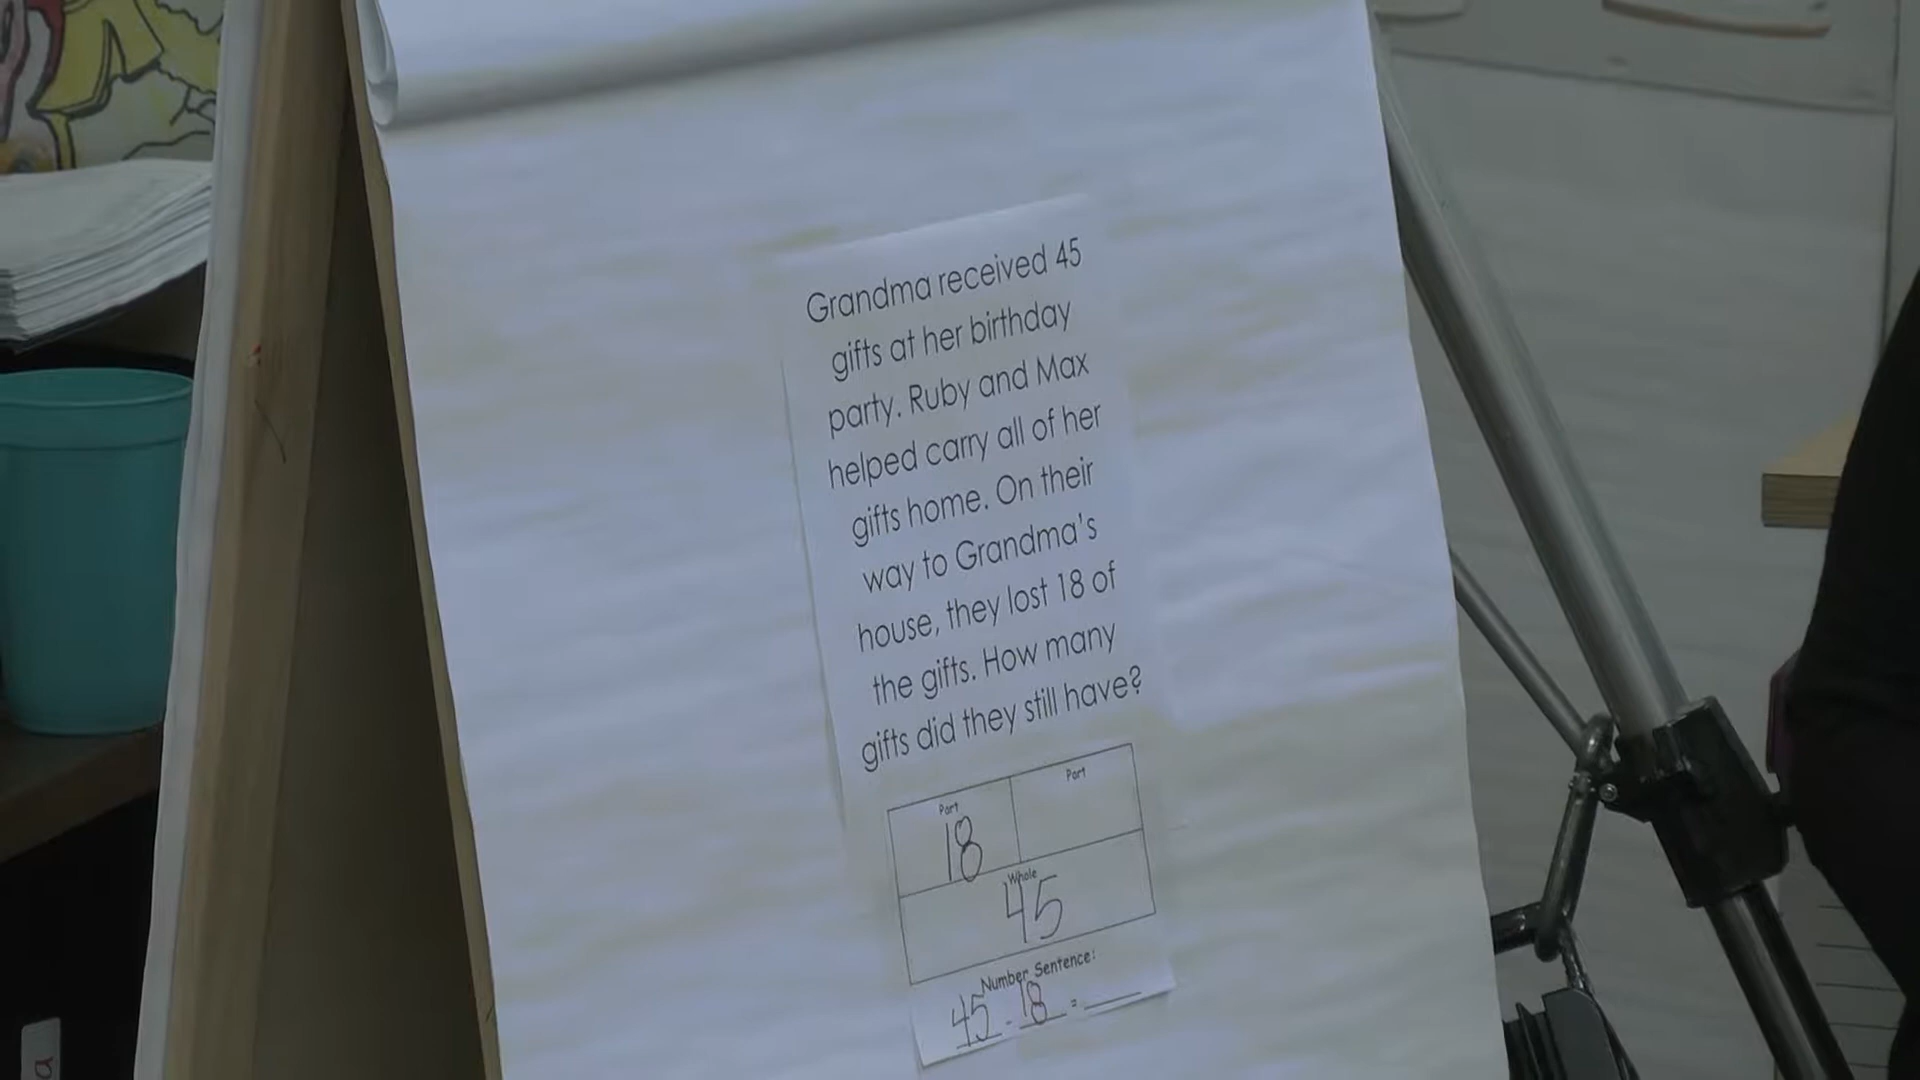 Grandma received 45
gifts at her birthday
party. Ruby and Max
helped carry all of her
gifts home. On their
way to Grandma's
house, they lost 18 of
the gifts. How many
gifts did they still have?
Part
Part
18
Whole
45
Number Sentence:
45 - 18 = ___
a